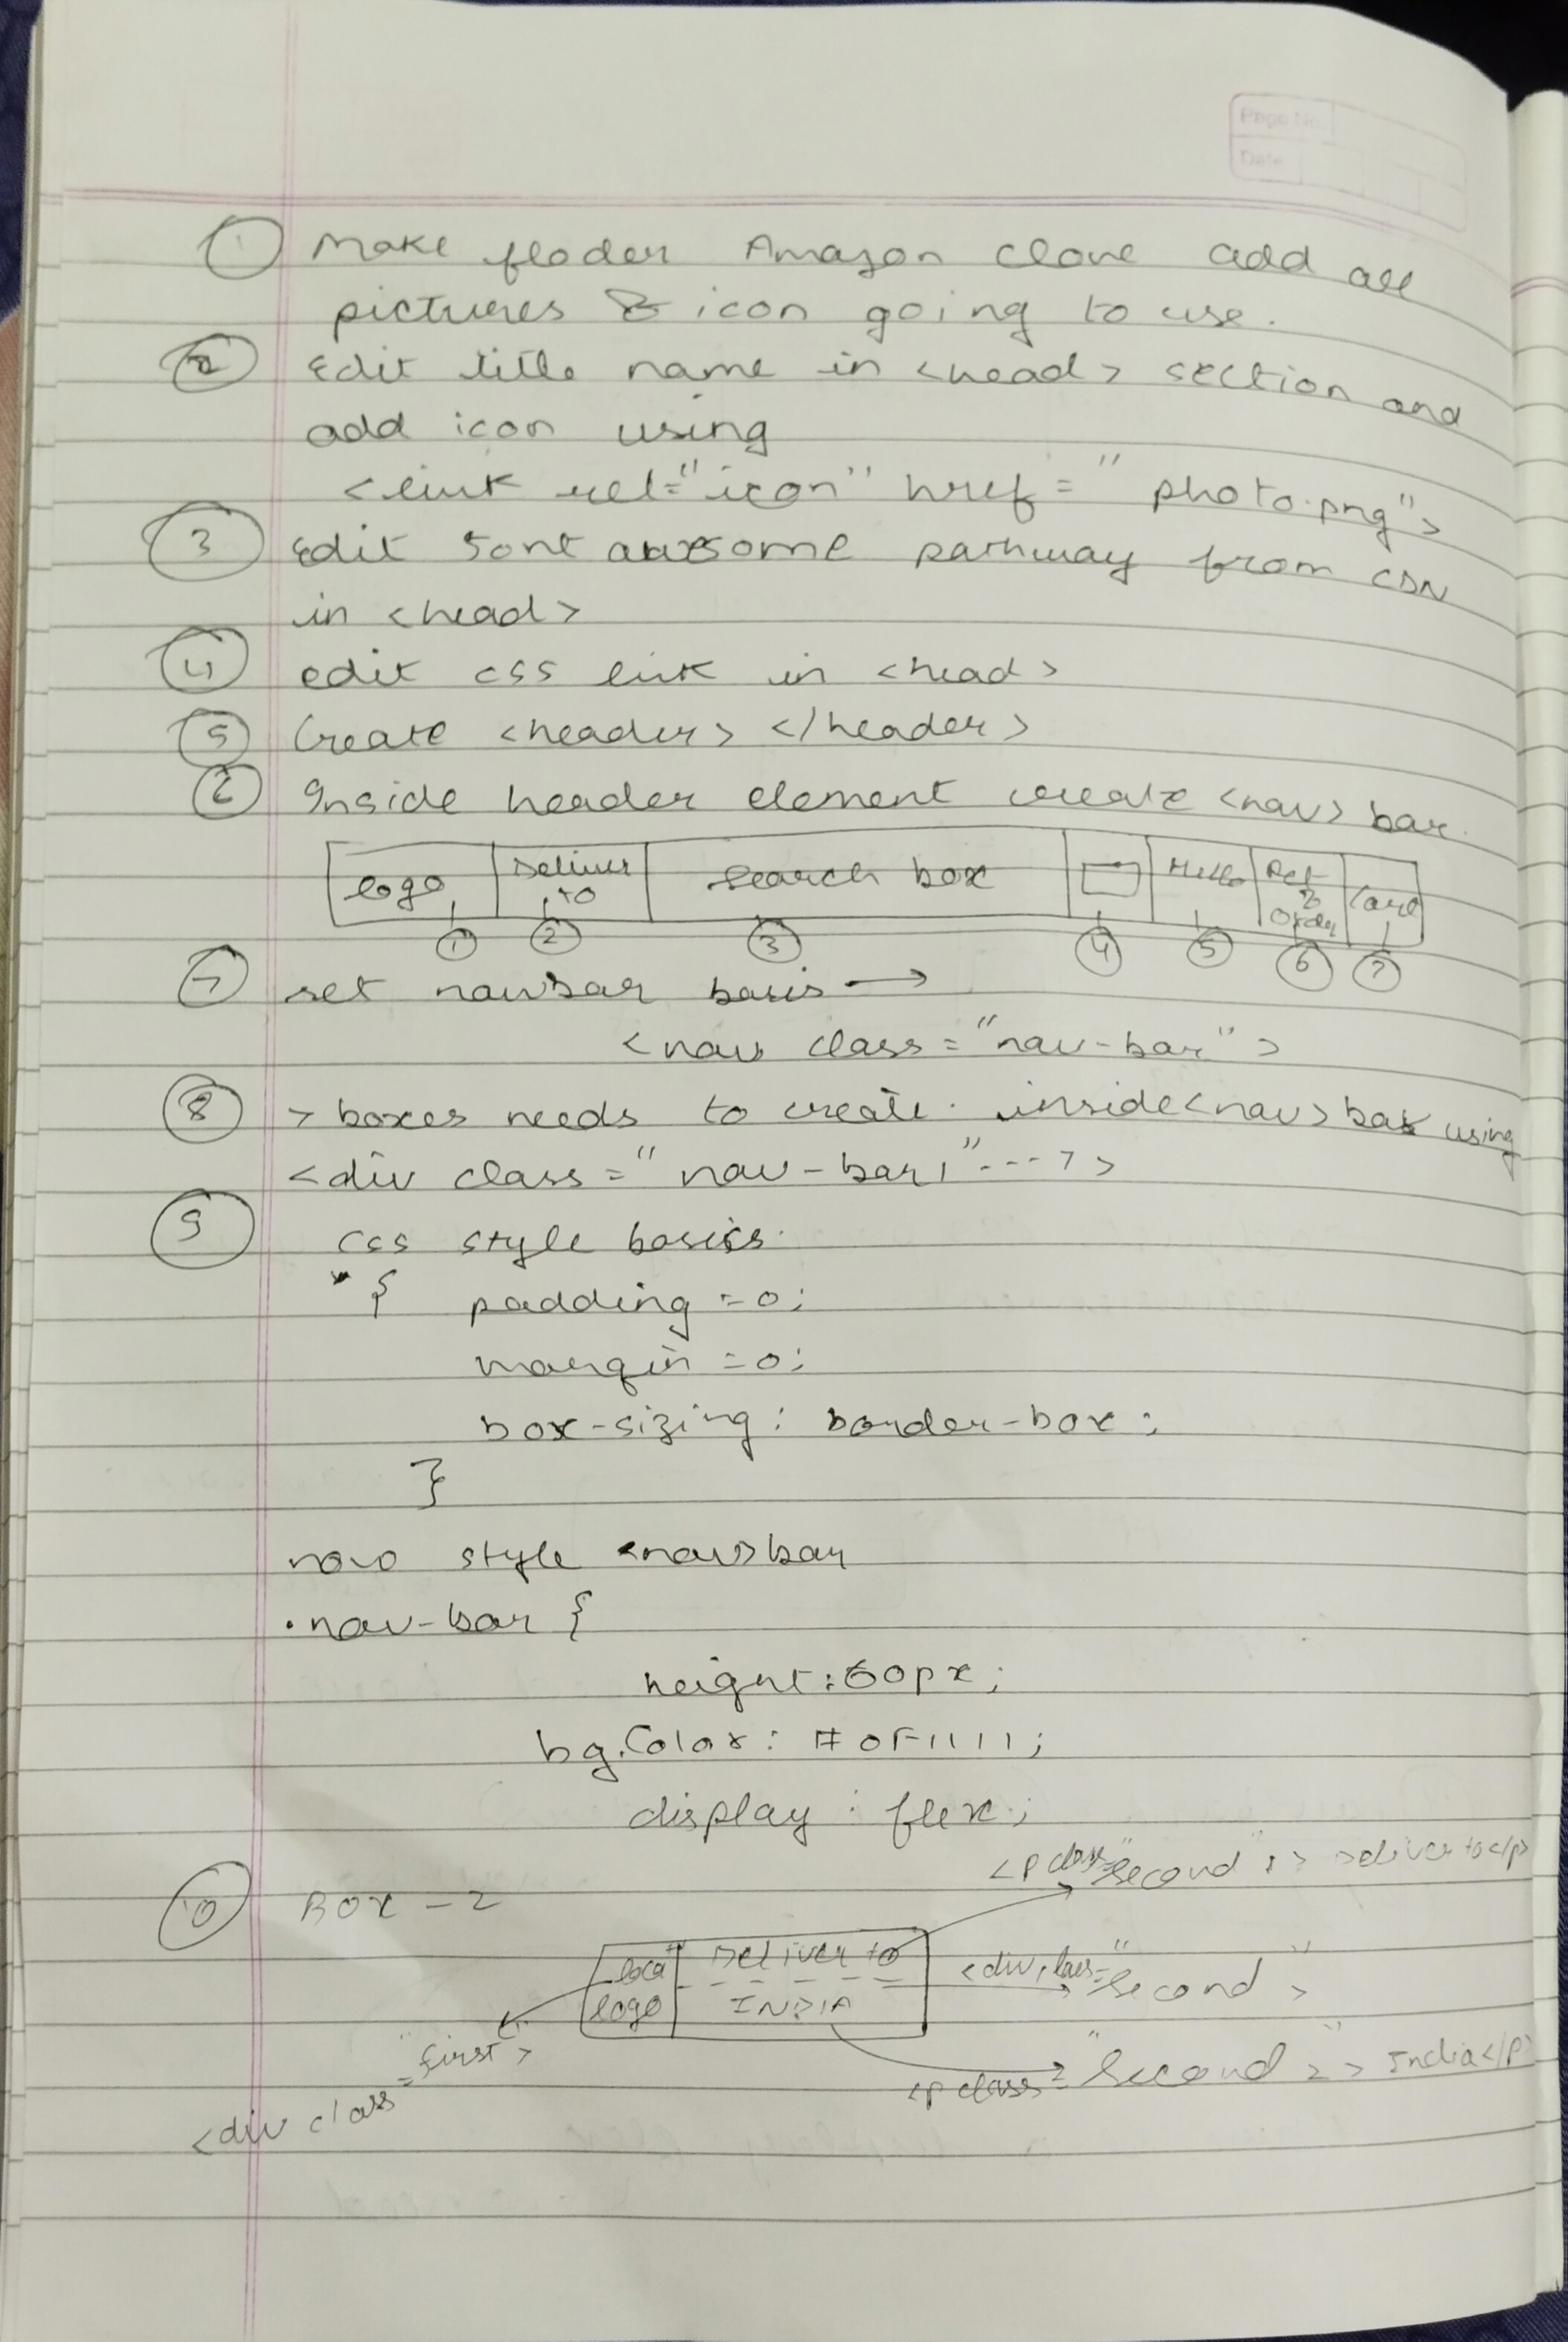 Page No.
Date
① Make floder Amazon Clone add all
pictures & icon going to use.
② Edit title name in <head> section and
add icon using
<link rel="icon" href=" photo.png">
③ Edit font awesome pathway from CDN
in <head>
④ edit css link in <head>
⑤ Create <header> </header>
⑥ Inside header element create <nav> bar.
logo Deliver to Search box Hello Ret & Order Cart
① ② ③ ④ ⑤ ⑥ ⑦
⑦ set navbar basis →
<nav class="nav-bar">
⑧ 7 boxes needs to create. inside <nav> bar using
<div class="nav-bar1"---7>
⑨ css style basics.
* { padding =0;
margin =0;
box-sizing: border-box;
}
now style <nav> bar
.nav-bar {
height: 60px;
bg.Color: #0F1111;
display: flex;
<p class="second 1"> Deliver to </p>
⑩ Box - 2
loca Deliver to <div class="Second">
logo INDIA
<div class="first">
<p class="Second 2"> India </p>